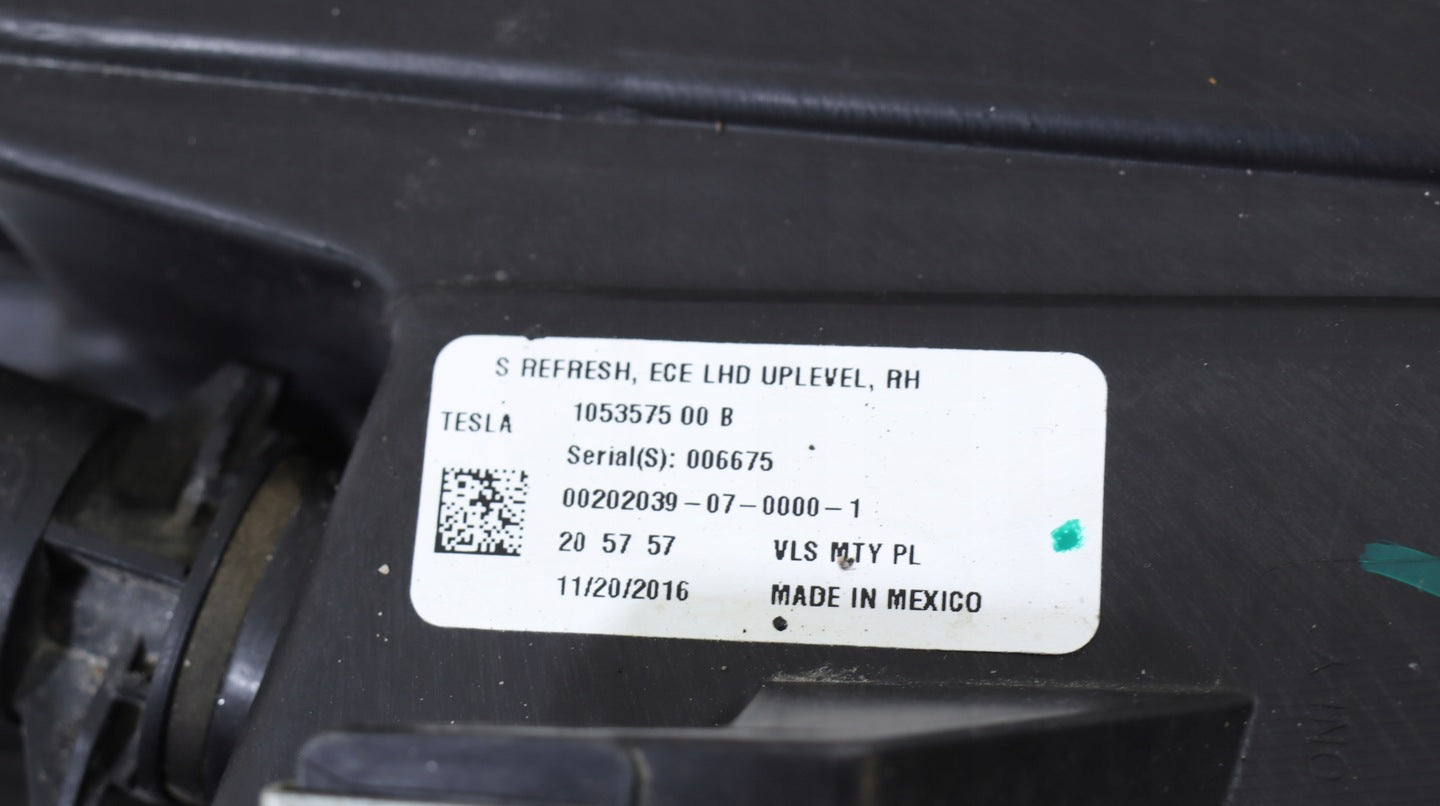 S REFRESH, ECE LHD UPLEVEL, RH
TESLA
1053575 00 B
Serial(S): 006675
00202039-07-0000-1
20 57 57 VLS MTY PL
11/20/2016 MADE IN MEXICO